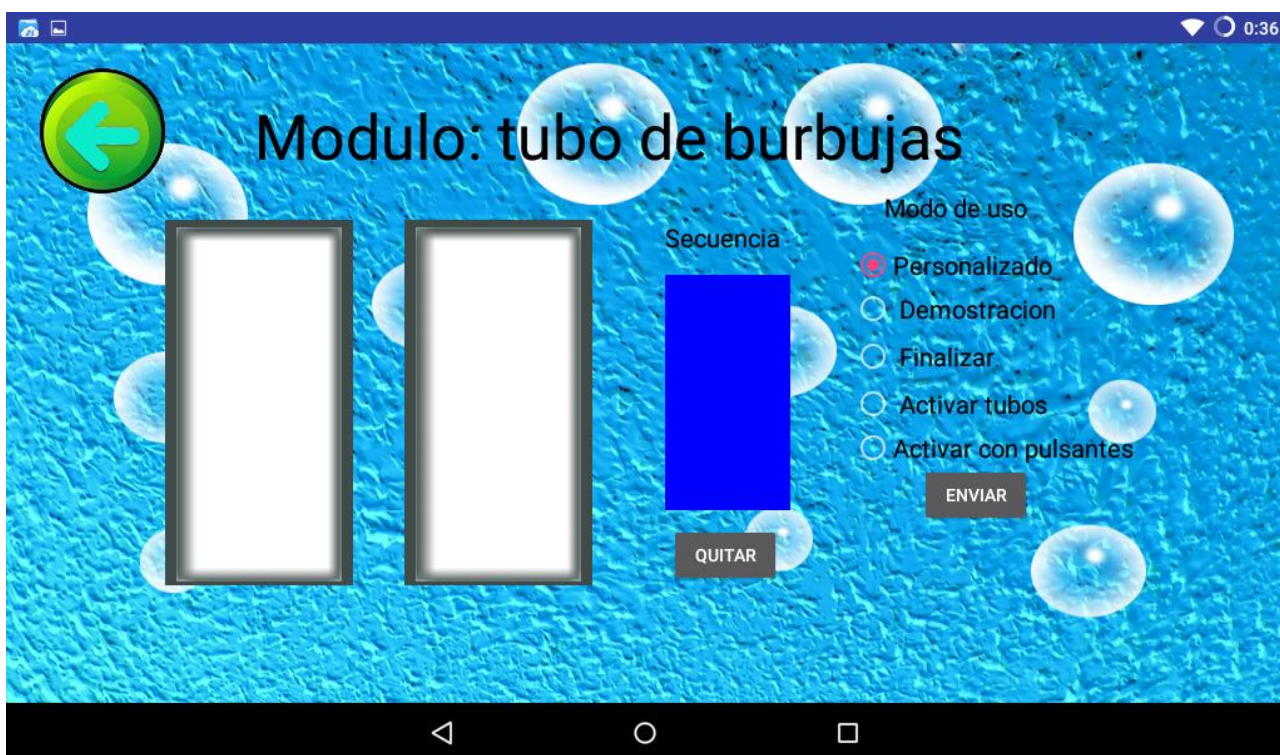 0:36
Modulo: tubo de burbujas
Modo de uso
Secuencia
Personalizado
Demostracion
Finalizar
Activar tubos
Activar con pulsantes
ENVIAR
QUITAR